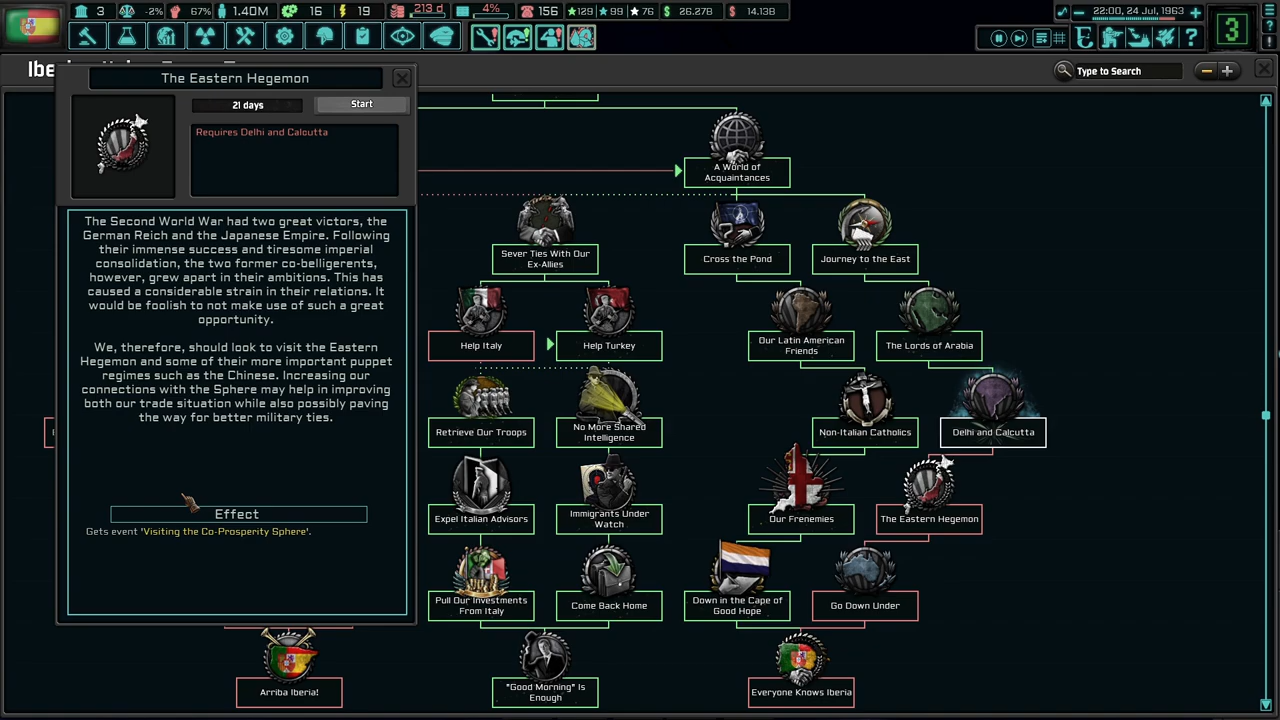 3
-2%
67%
1.40M
16
19
213 d
4%
156
99
76
26.27B
14.13B
22:00, 24 Jul, 1963
3
The Eastern Hegemon
Type to Search
21 days
Start
Requires Delhi and Calcutta
The Second World War had two great victors, the
German Reich and the Japanese Empire. Following
their immense success and tiresome imperial
consolidation, the two former co-belligerents,
however, grew apart in their ambitions. This has
caused a considerable strain in their relations. It
would be foolish to not make use of such a great
opportunity.
We, therefore, should look to visit the Eastern
Hegemon and some of their more important puppet
regimes such as the Chinese. Increasing our
connections with the Sphere may help in improving
both our trade situation while also possibly paving
the way for better military ties.
Effect
Gets event 'Visiting the Co-Prosperity Sphere'.
A World of
Acquaintances
Sever Ties With Our
Ex-Allies
Cross the Pond
Journey to the East
Help Italy
Help Turkey
Our Latin American
Friends
The Lords of Arabia
Retrieve Our Troops
No More Shared
Intelligence
Non-Italian Catholics
Delhi and Calcutta
Expel Italian Advisors
Immigrants Under
Watch
Our Frenemies
The Eastern Hegemon
Pull Our Investments
From Italy
Come Back Home
Down in the Cape of
Good Hope
Go Down Under
Arriba Iberia!
"Good Morning" Is
Enough
Everyone Knows Iberia